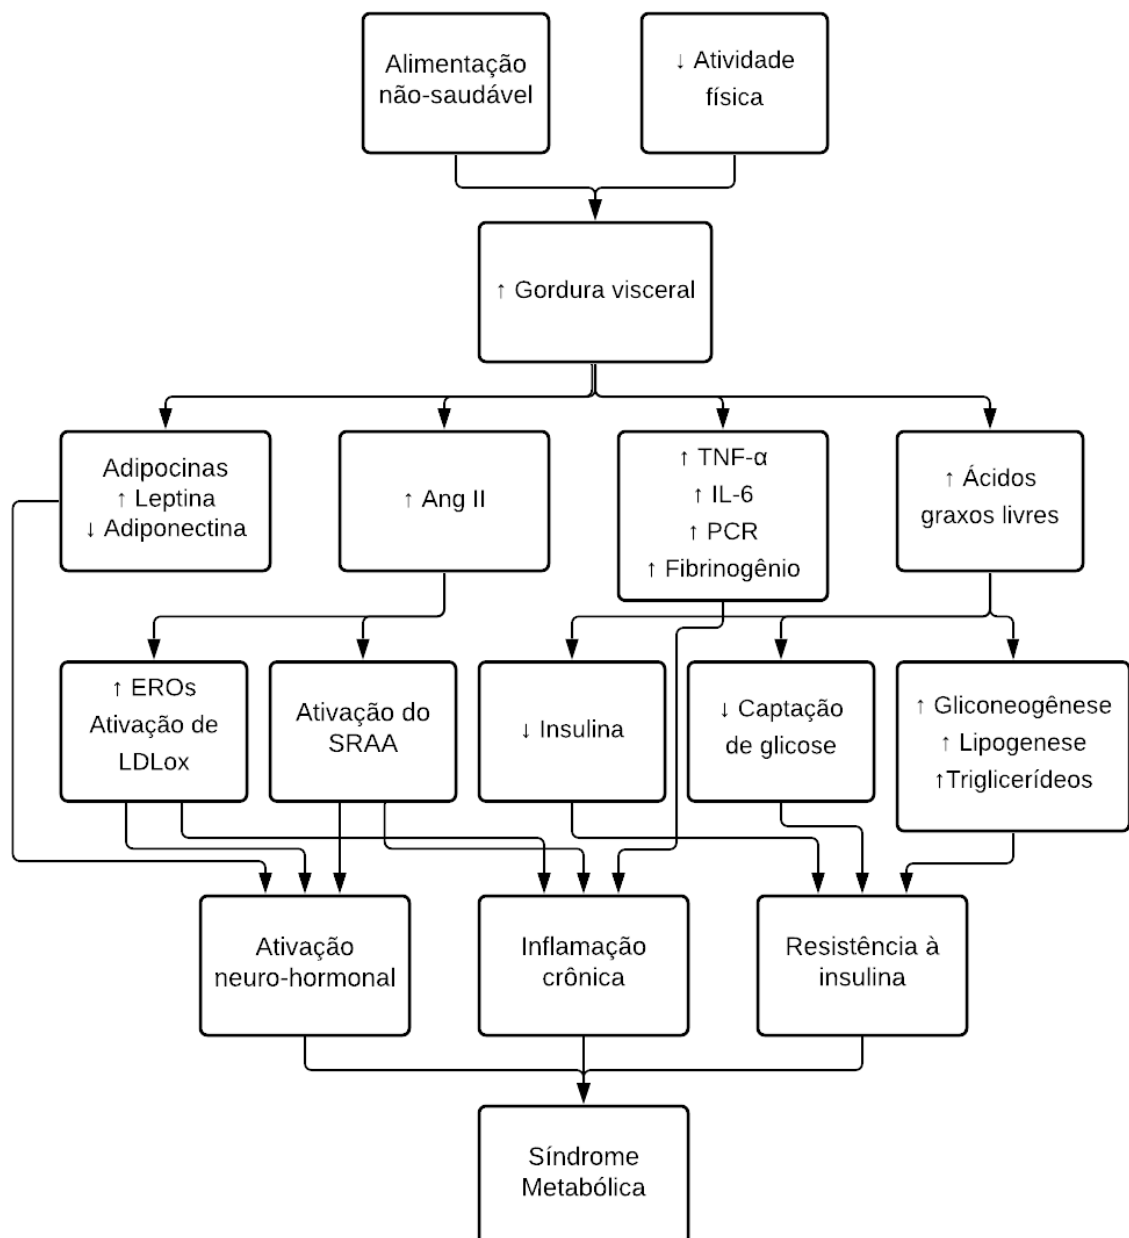 Alimentação
não-saudável
↓ Atividade
física
↑ Gordura visceral
Adipocinas
↑ Leptina
↓ Adiponectina
↑ Ang II
↑ TNF-α
↑ IL-6
↑ PCR
↑ Fibrinogênio
↑ Ácidos
graxos livres
↑ EROs
Ativação de
LDLox
Ativação do
SRAA
↓ Insulina
↓ Captação
de glicose
↑ Gliconeogênese
↑ Lipogenese
↑Triglicerídeos
Ativação
neuro-hormonal
Inflamação
crônica
Resistência à
insulina
Síndrome
Metabólica